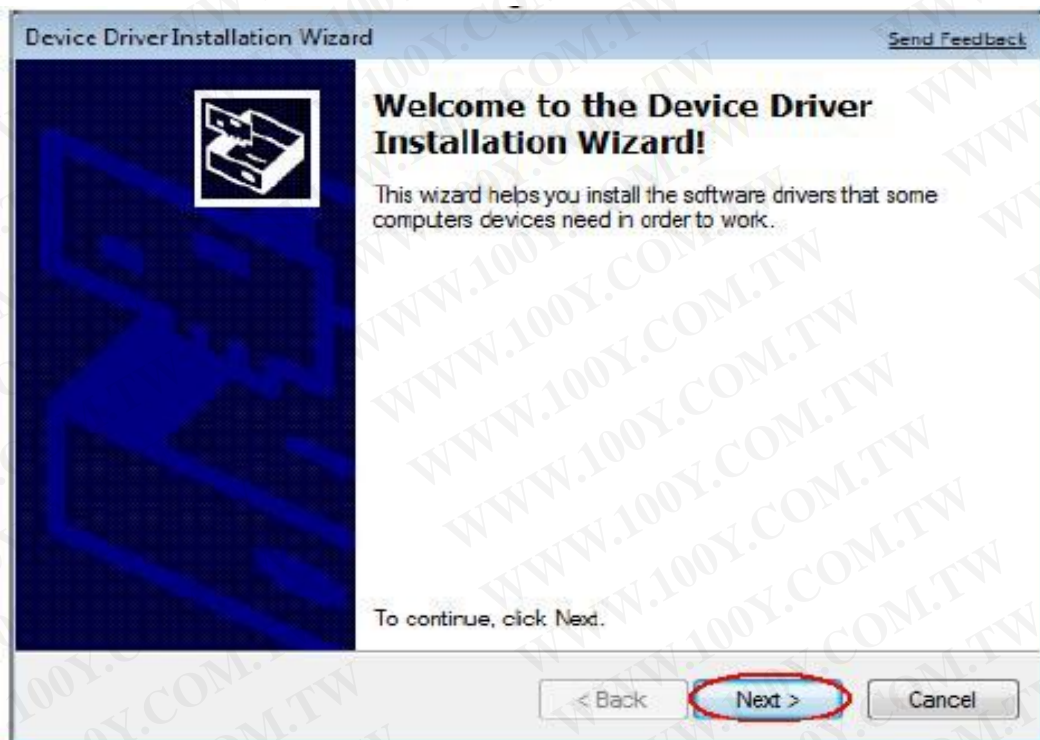 Device Driver Installation Wizard
Send Feedback
Welcome to the Device Driver
Installation Wizard!
This wizard helps you install the software drivers that some
computers devices need in order to work.
To continue, click Next.
< Back
Next >
Cancel
WWW.100Y.COM.TW